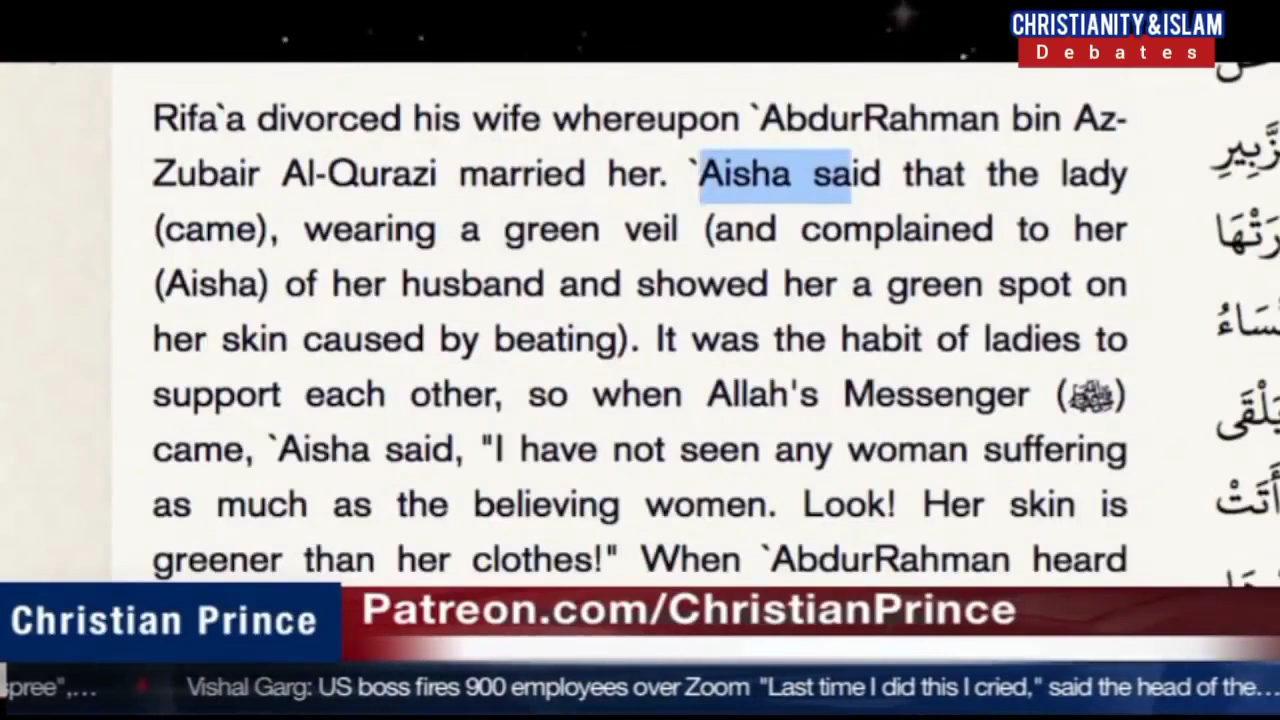 CHRISTIANITY & ISLAM
Debates
Rifa`a divorced his wife whereupon `AbdurRahman bin Az-
Zubair Al-Qurazi married her. `Aisha said that the lady
(came), wearing a green veil (and complained to her
(Aisha) of her husband and showed her a green spot on
her skin caused by beating). It was the habit of ladies to
support each other, so when Allah's Messenger (ﷺ)
came, `Aisha said, "I have not seen any woman suffering
as much as the believing women. Look! Her skin is
greener than her clothes!" When `AbdurRahman heard
Christian Prince
Patreon.com/ChristianPrince
spree",... Vishal Garg: US boss fires 900 employees over Zoom "Last time I did this I cried," said the head of the...